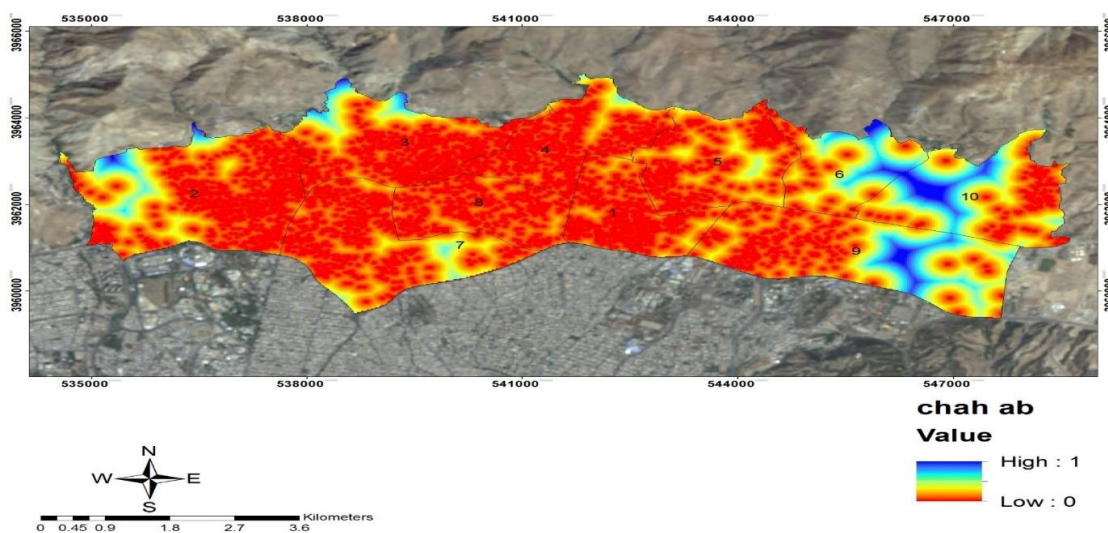 535000 538000 541000 544000 547000
3966000
3964000 3964000
3 4
5
2 6
10
8
1
3962000 3962000
7 9
3960000
535000 538000 541000 544000 547000
chah ab
Value
High : 1
Low : 0
N
W E
S
Kilometers
0 0.45 0.9 1.8 2.7 3.6